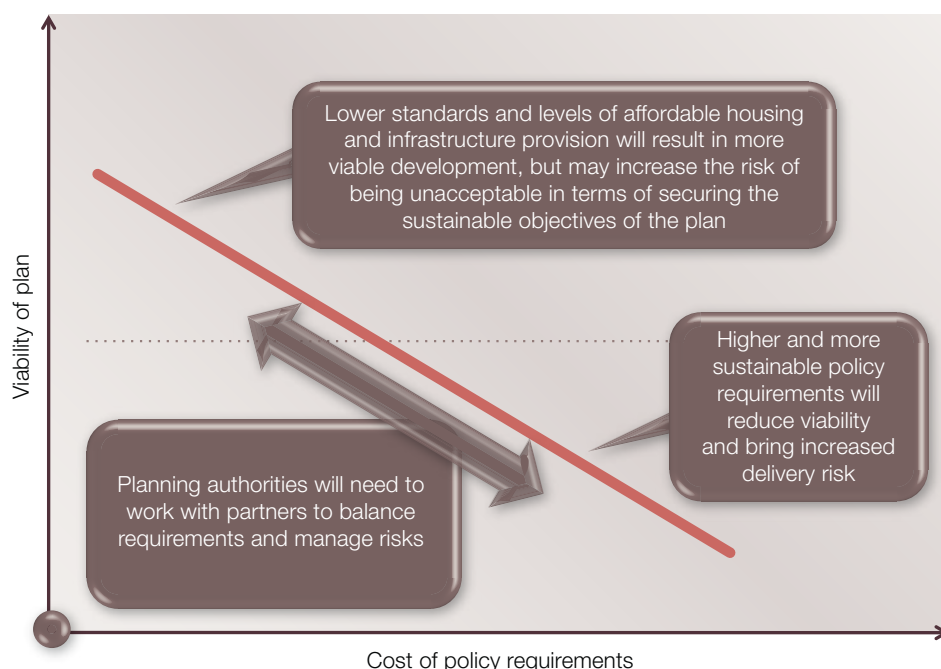 Lower standards and levels of affordable housing
and infrastructure provision will result in more
viable development, but may increase the risk of
being unacceptable in terms of securing the
sustainable objectives of the plan
Viability of plan
Higher and more
sustainable policy
requirements will
reduce viability
and bring increased
delivery risk
Planning authorities will need to
work with partners to balance
requirements and manage risks
Cost of policy requirements